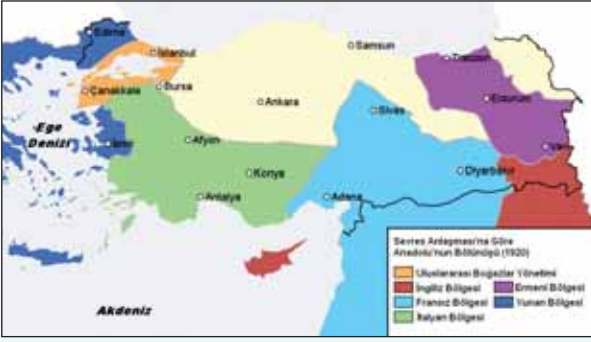 Edirne
İstanbul
Samsun
Trabzon
Çanakkale
Bursa
Ankara
Sivas
Erzurum
Ege
Denizi
İzmir
Afyon
Van
Konya
Diyarbakır
Antalya
Adana
Akdeniz
Sevres Anlaşması'na Göre
Anadolu'nun Bölünüşü (1920)
Uluslararası Boğazlar Yönetimi
İngiliz Bölgesi
Ermeni Bölgesi
Fransız Bölgesi
Yunan Bölgesi
İtalyan Bölgesi